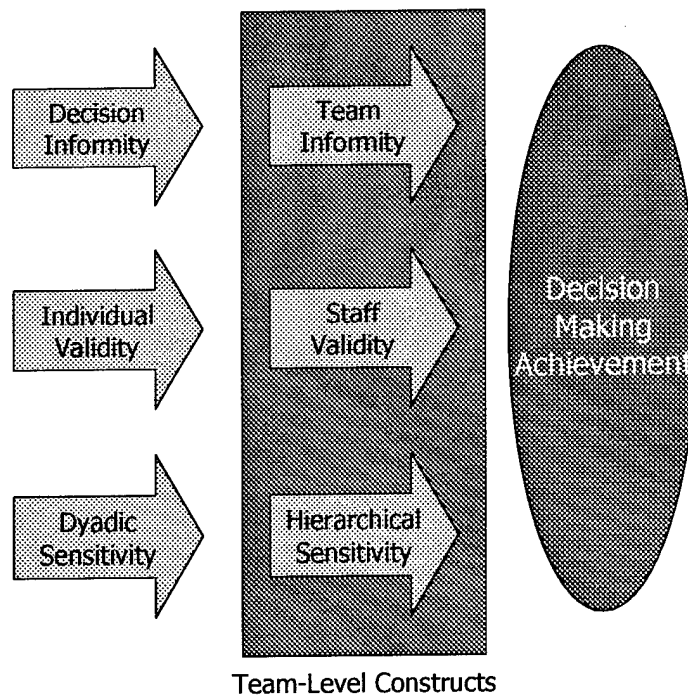 Decision
Informity
Team
Informity
Individual
Validity
Staff
Validity
Decision
Making
Achievement
Dyadic
Sensitivity
Hierarchical
Sensitivity
Team-Level Constructs